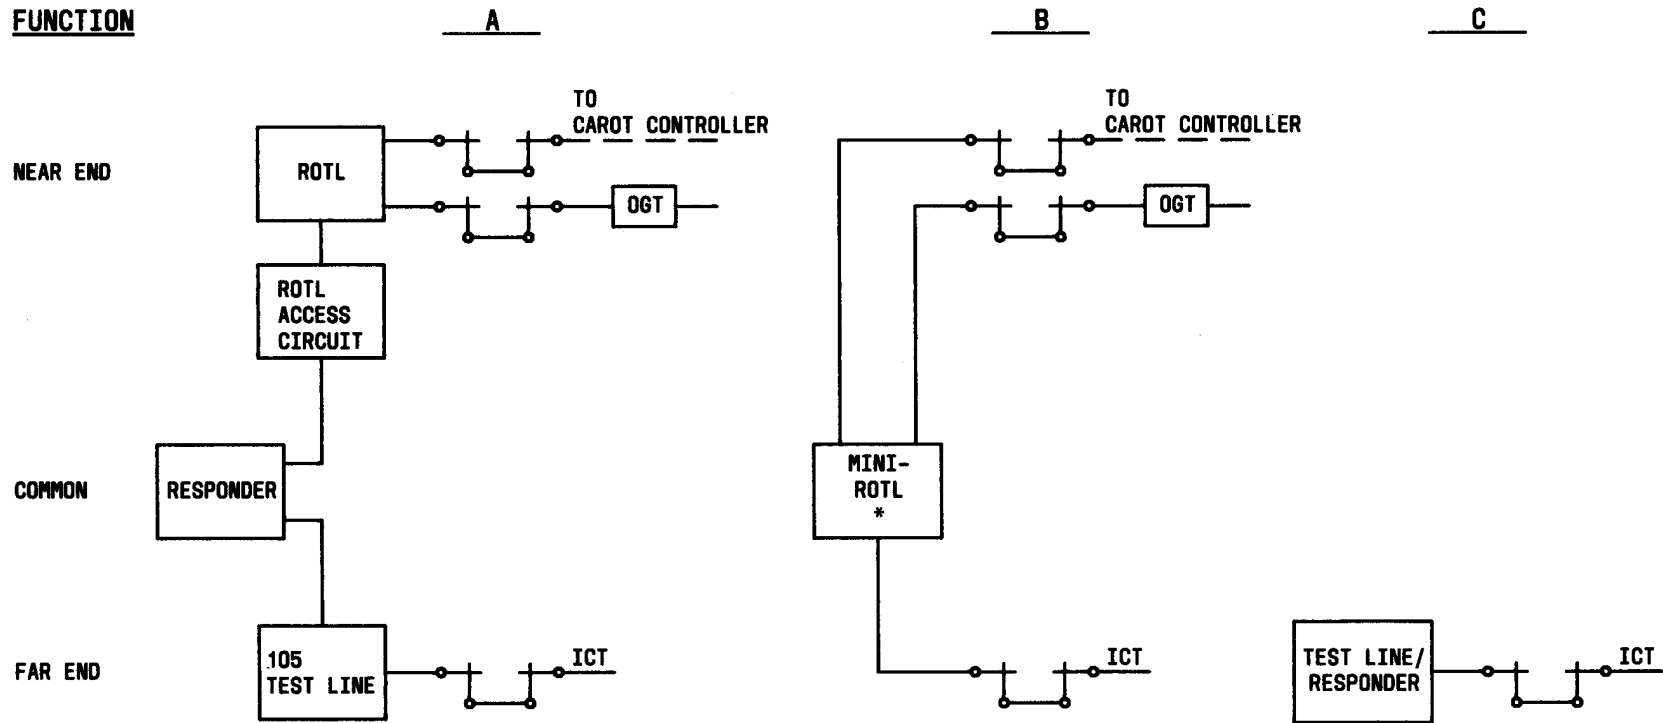 FUNCTION
A
B
C
NEAR END
ROTL
TO
CAROT CONTROLLER
OGT
ROTL
ACCESS
CIRCUIT
TO
CAROT CONTROLLER
OGT
COMMON
RESPONDER
MINI-
ROTL
*
FAR END
105
TEST LINE
ICT
ICT
TEST LINE/
RESPONDER
ICT